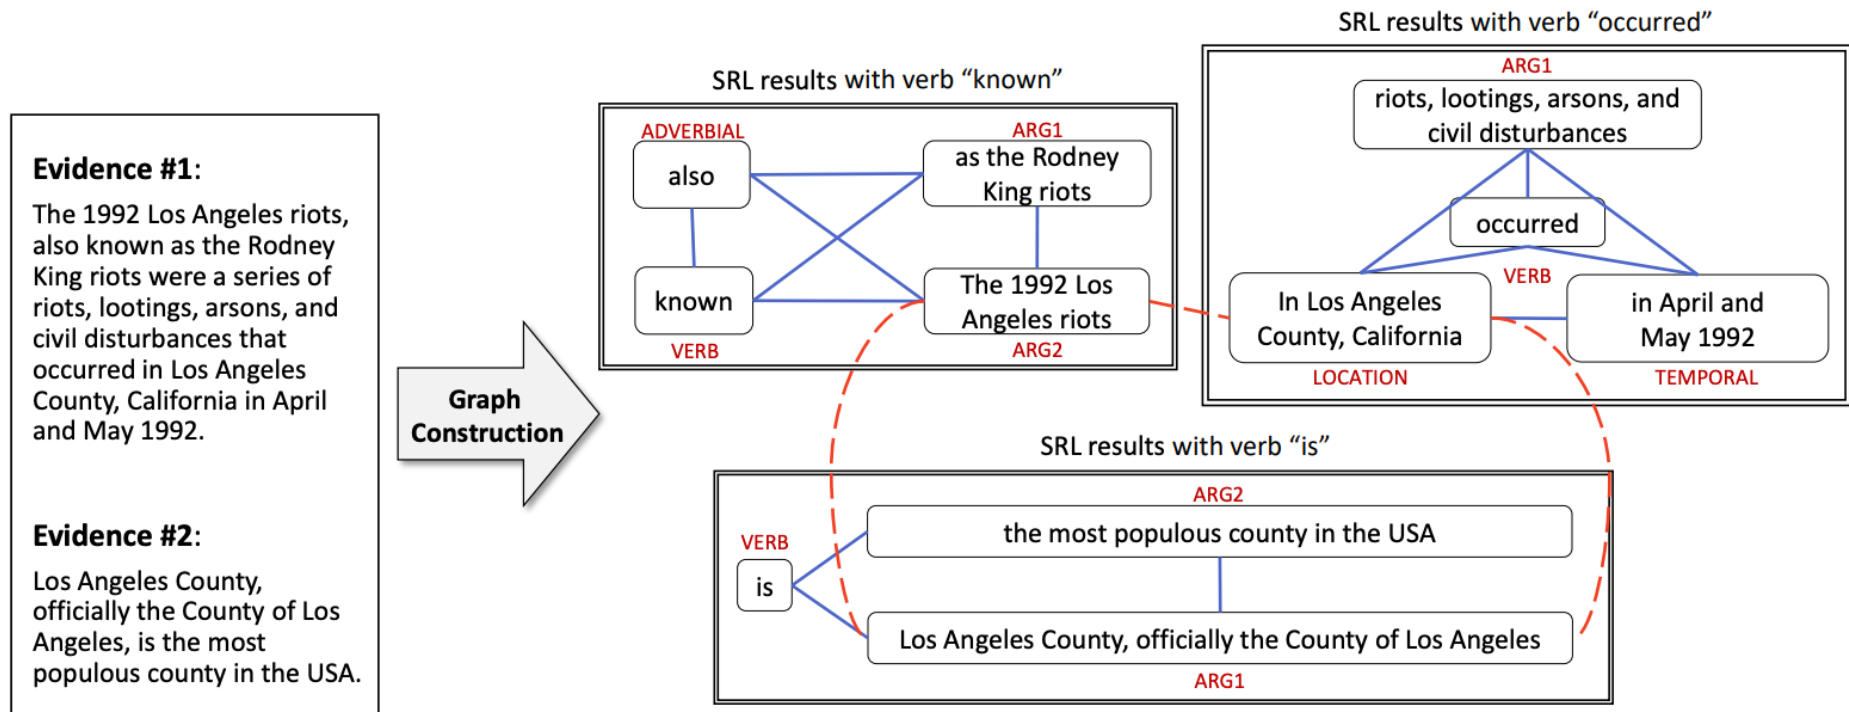 Evidence #1:
The 1992 Los Angeles riots,
also known as the Rodney
King riots were a series of
riots, lootings, arsons, and
civil disturbances that
occurred in Los Angeles
County, California in April
and May 1992.
Evidence #2:
Los Angeles County,
officially the County of Los
Angeles, is the most
populous county in the USA.
Graph
Construction
SRL results with verb “known”
ADVERBIAL
also
known
VERB
ARG1
as the Rodney
King riots
The 1992 Los
Angeles riots
ARG2
SRL results with verb “occurred”
ARG1
riots, lootings, arsons, and
civil disturbances
occurred
VERB
In Los Angeles
County, California
LOCATION
in April and
May 1992
TEMPORAL
SRL results with verb “is”
VERB
is
ARG2
the most populous county in the USA
Los Angeles County, officially the County of Los Angeles
ARG1